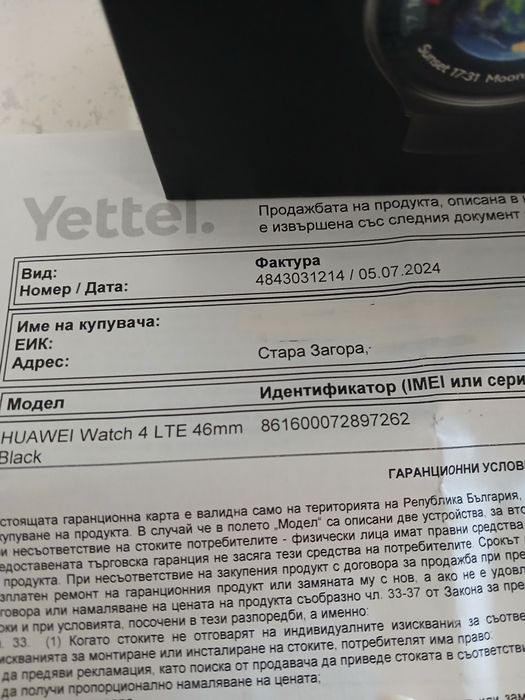 Sunset 17:31 Moon
Yettel.
Продажбата на продукта, описана в
е извършена със следния документ
Вид:
Фактура
Номер / Дата:
4843031214 / 05.07.2024
Име на купувача:
ЕИК:
Адрес:
Стара Загора,
Модел
Идентификатор (IMEI или сери
HUAWEI Watch 4 LTE 46mm
861600072897262
Black
ГАРАНЦИОННИ УСЛОВ
стоящата гаранционна карта е валидна само на територията на Република България,
купуване на продукта. В случай че в полето „Модел" са описани две устройства, за вто
и несъответствие на стоките потребителите - физически лица имат правни средства
едоставената търговска гаранция не засяга тези средства на потребителите. Срокът
продукта. При несъответствие на закупения продукт с договора за продажба при пре
зплатен ремонт на гаранционния продукт или замяната му с нов, а ако не е удовл
говора или намаляване на цената на продукта съобразно чл. 33-37 от Закона за пре
оки и при условията, посочени в тези разпоредби, а именно:
л. 33. (1) Когато стоките не отговарят на индивидуалните изисквания за съотве
искванията за монтиране или инсталиране на стоките, потребителят има право:
да предяви рекламация, като поиска от продавача да приведе стоката в съответстви
да получи пропорционално намаляване на цената;